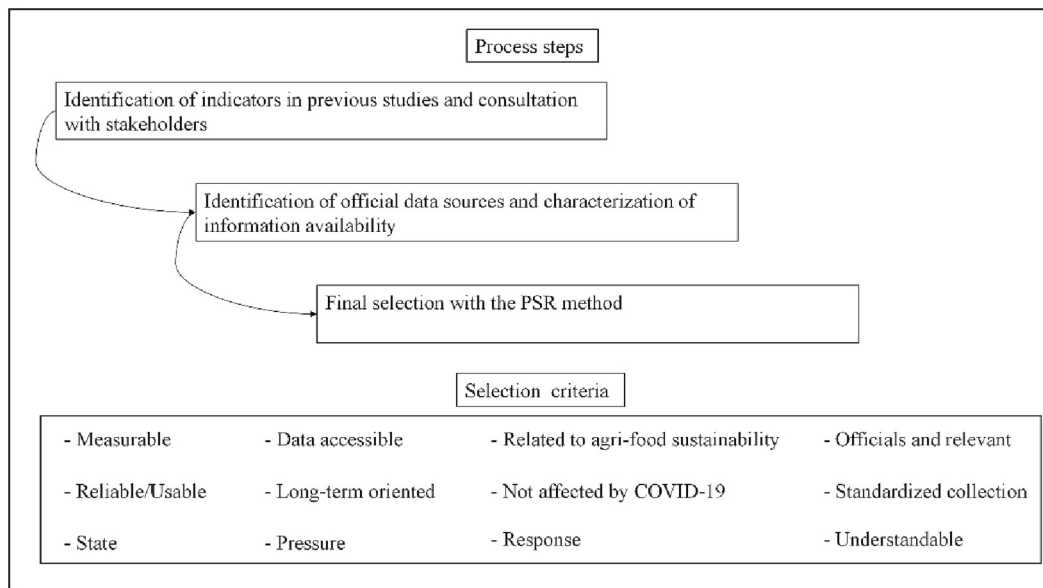 Process steps
Identification of indicators in previous studies and consultation
with stakeholders
Identification of official data sources and characterization of
information availability
Final selection with the PSR method
Selection criteria
- Measurable - Data accessible - Related to agri-food sustainability - Officials and relevant
- Reliable/Usable - Long-term oriented - Not affected by COVID-19 - Standardized collection
- State - Pressure - Response - Understandable